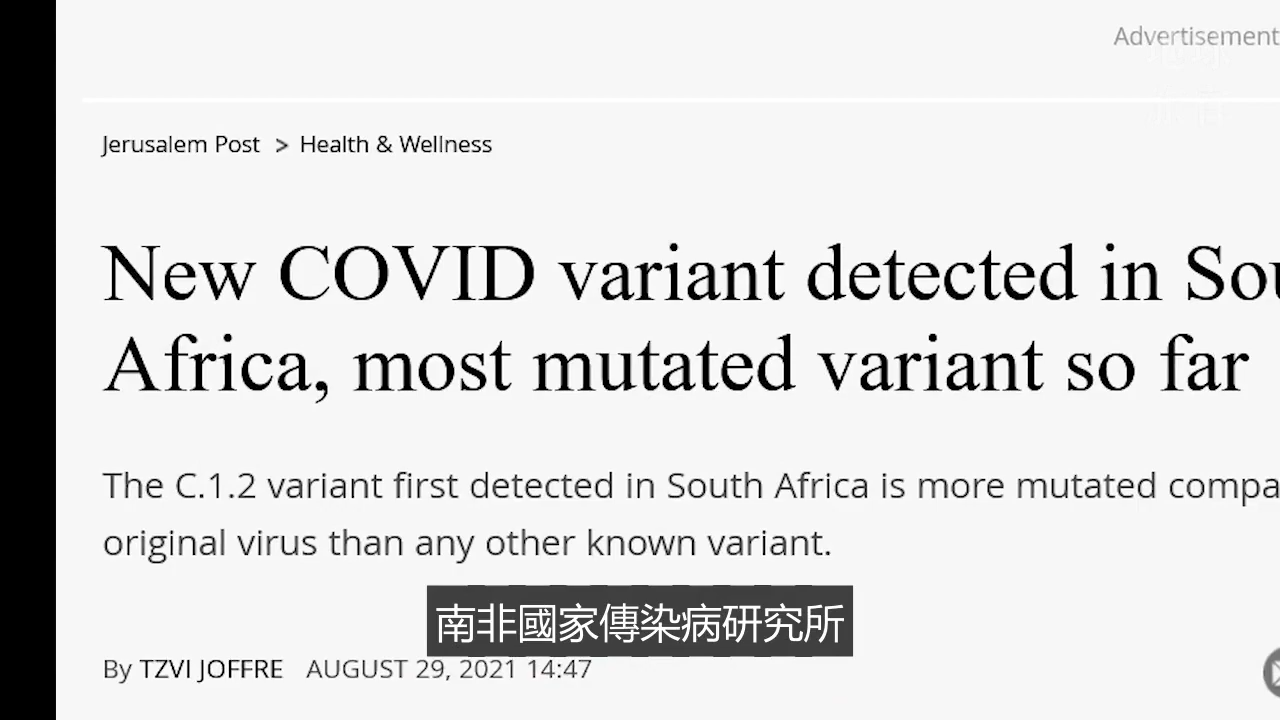 Advertisement
Jerusalem Post > Health & Wellness
New COVID variant detected in Sou
Africa, most mutated variant so far
The C.1.2 variant first detected in South Africa is more mutated compa
original virus than any other known variant.
南非國家傳染病研究所
By TZVI JOFFRE AUGUST 29, 2021 14:47